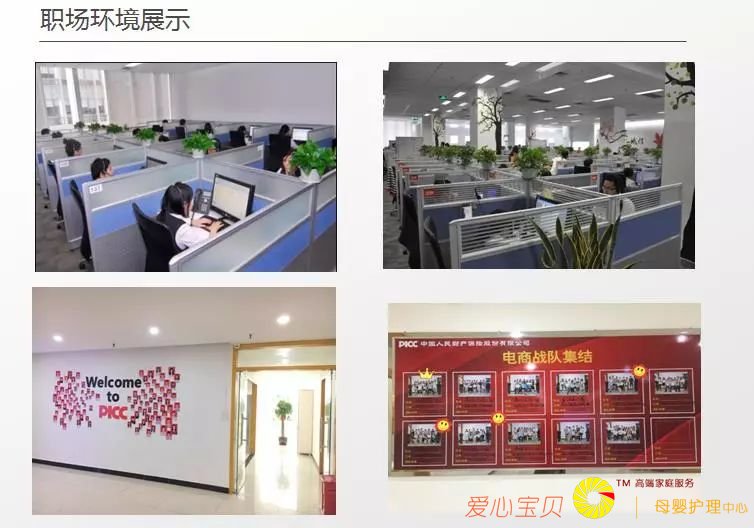 职场环境展示
诚信
Welcome
to
PICC
PICC 中国人民财产保险股份有限公司
电商战队集结
TM 高端家庭服务
爱心宝贝
母婴护理中心